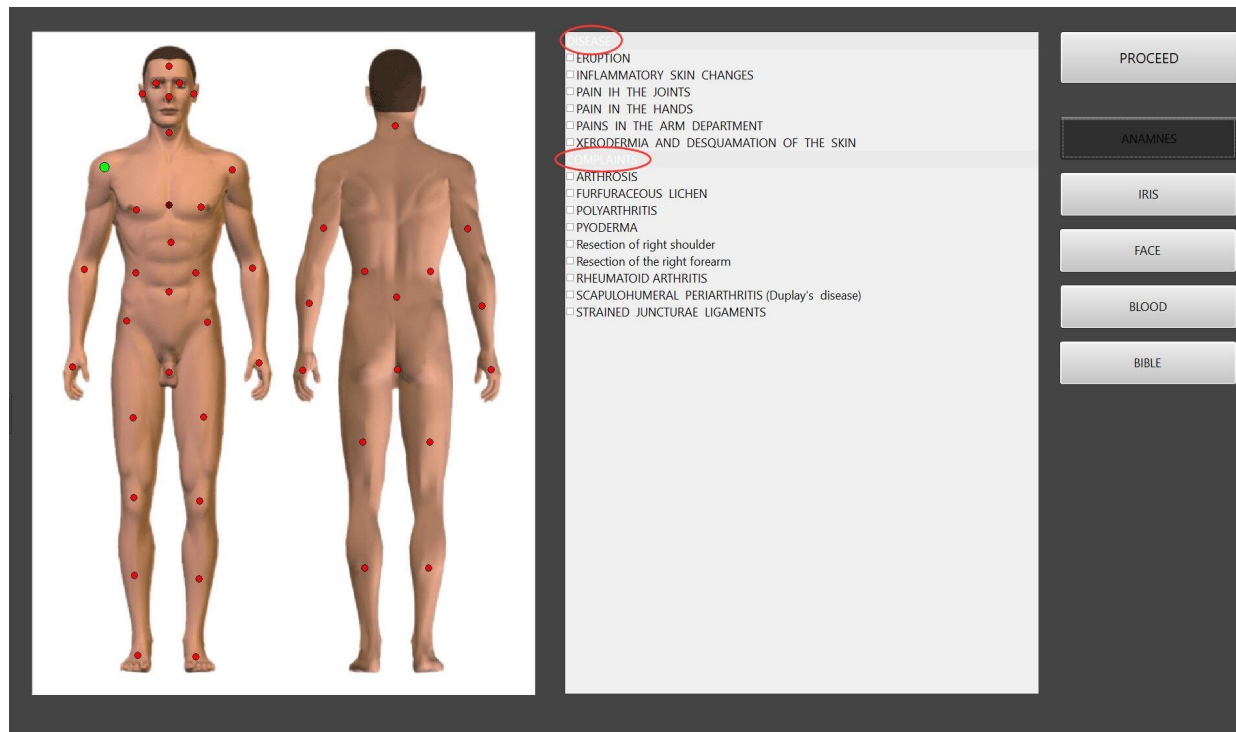 DISEASE
ERUPTION
INFLAMMATORY SKIN CHANGES
PAIN IH THE JOINTS
PAIN IN THE HANDS
PAINS IN THE ARM DEPARTMENT
XERODERMIA AND DESQUAMATION OF THE SKIN
COMPLAINTS
ARTHROSIS
FURFURACEOUS LICHEN
POLYARTHRITIS
PYODERMA
Resection of right shoulder
Resection of the right forearm
RHEUMATOID ARTHRITIS
SCAPULOHUMERAL PERIARTHRITIS (Duplay's disease)
STRAINED JUNCTURAE LIGAMENTS
PROCEED
ANAMNES
IRIS
FACE
BLOOD
BIBLE